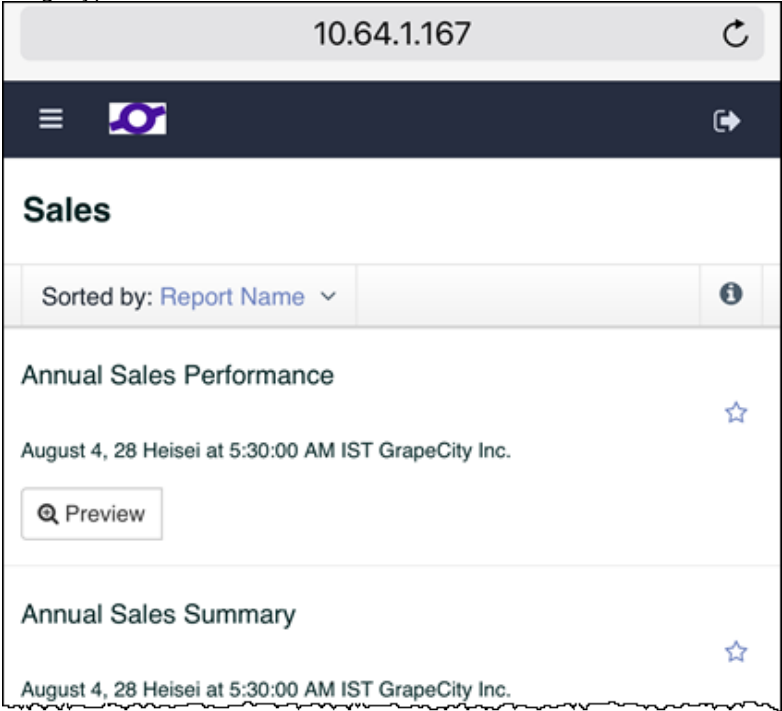 10.64.1.167
Sales
Sorted by: Report Name
Annual Sales Performance
August 4, 28 Heisei at 5:30:00 AM IST GrapeCity Inc.
Preview
Annual Sales Summary
August 4, 28 Heisei at 5:30:00 AM IST GrapeCity Inc.